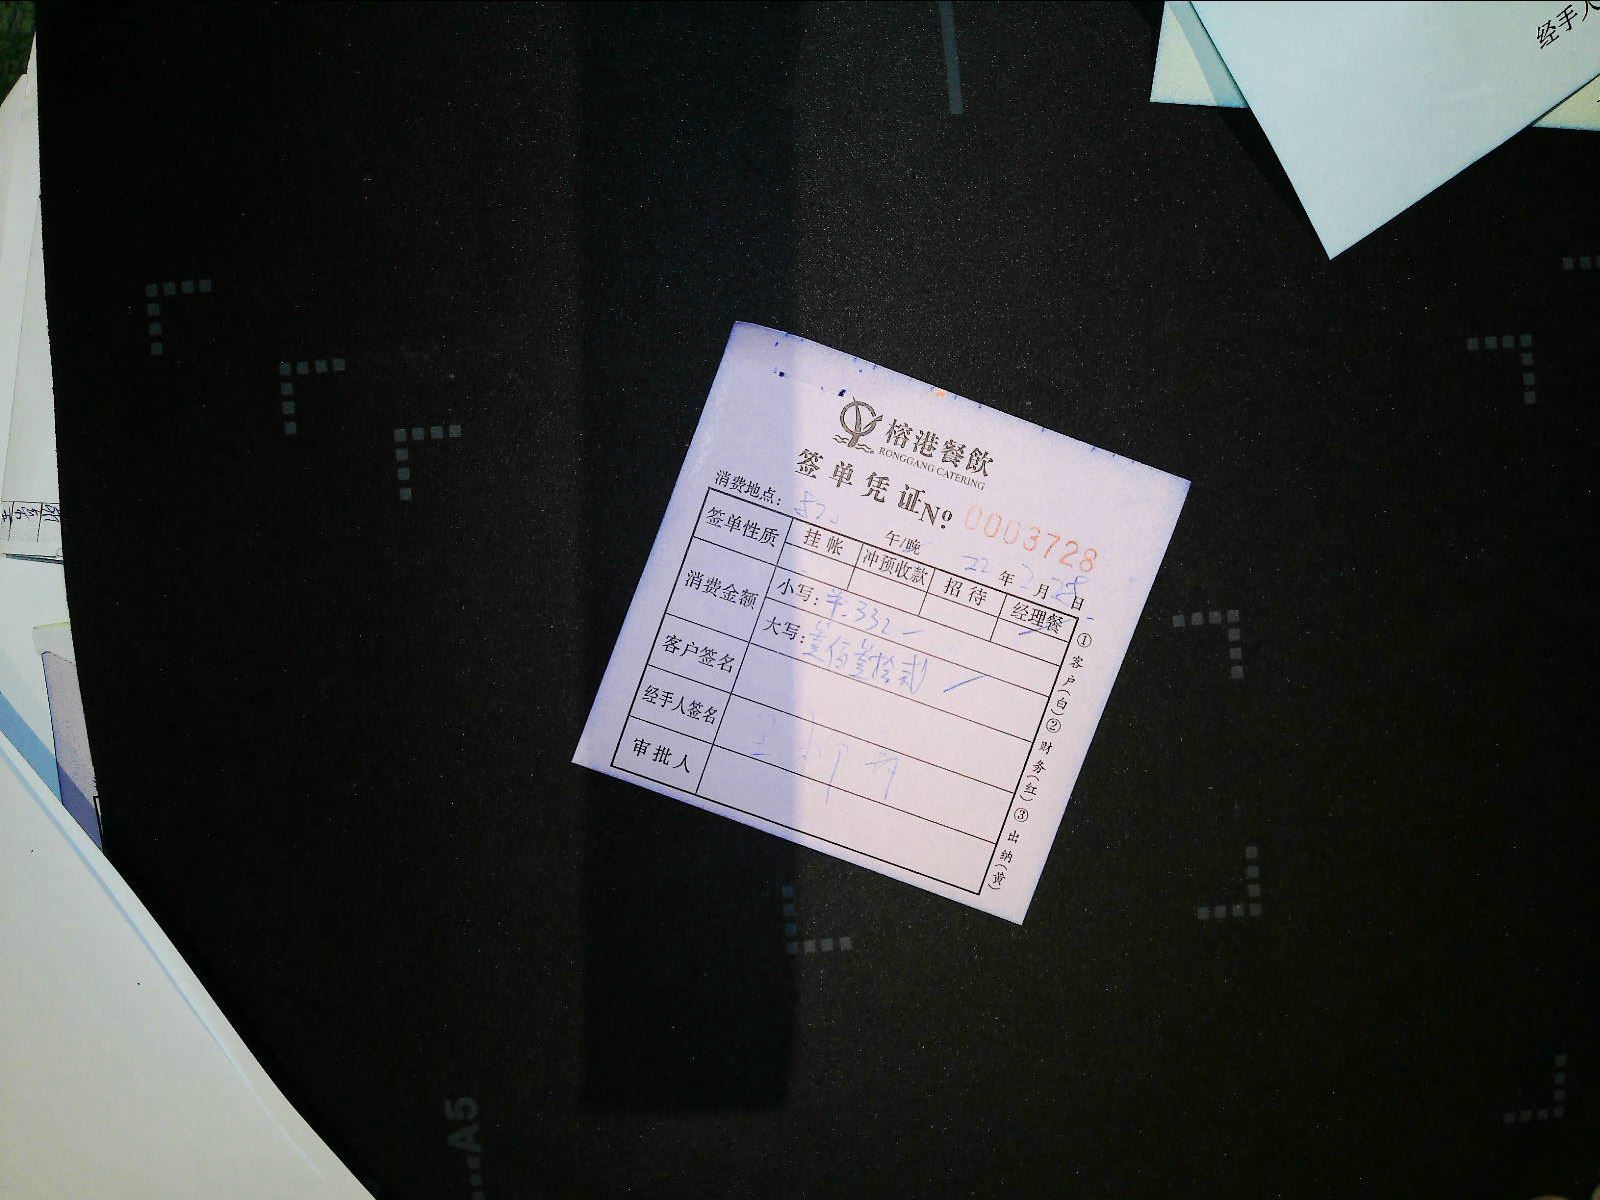 榕港餐飲
RONGGANG CATERING
签单凭证 № 0003728
消费地点：
午/晚 22 年 2 月 28 日
签单性质 挂帐 冲预收款 招待 经理餐
消费金额 小写：¥:332
大写：叁佰叁拾贰
客户签名
经手人签名
审批人
①客户(白)②财务(红)③出纳(黄)
经手人
A5